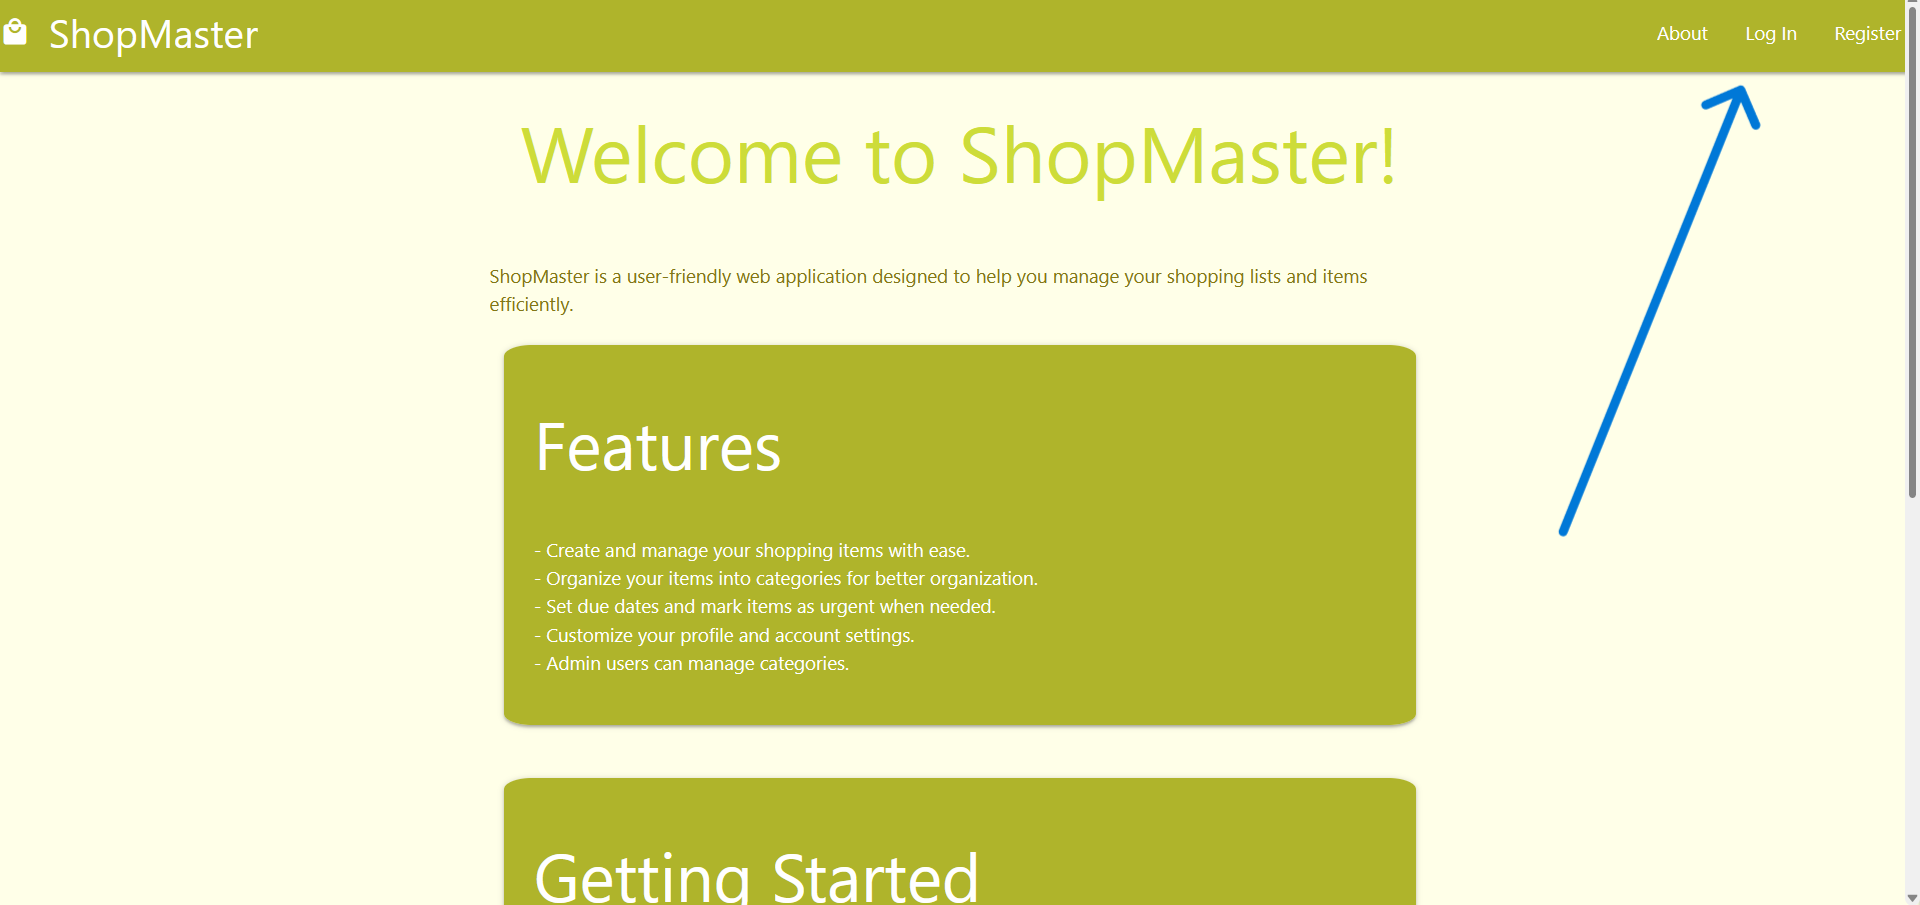 ShopMaster
About Log In Register
Welcome to ShopMaster!
ShopMaster is a user-friendly web application designed to help you manage your shopping lists and items
efficiently.
Features
- Create and manage your shopping items with ease.
- Organize your items into categories for better organization.
- Set due dates and mark items as urgent when needed.
- Customize your profile and account settings.
- Admin users can manage categories.
Getting Started